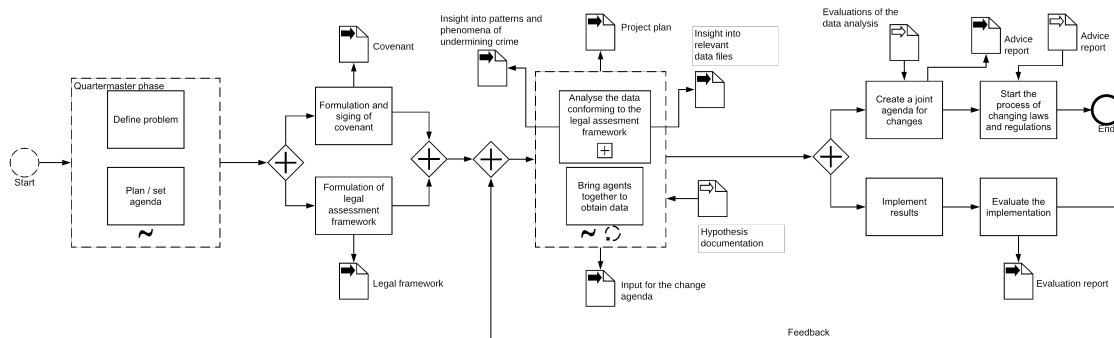 Start
Quartermaster phase
Define problem
Plan / set
agenda
~
Covenant
Formulation and
siging of
covenant
Formulation of
legal
assessment
framework
Legal framework
Insight into patterns and
phenomena of
undermining crime
Project plan
Insight into
relevant
data files
Analyse the data
conforming to the
legal assesment
framework
Bring agents
together to
obtain data
~
Hypothesis
documentation
Input for the change
agenda
Evaluations of the
data analysis
Advice
report
Advice
report
Create a joint
agenda for
changes
Start the
process of
changing laws
and regulations
End
Implement
results
Evaluate the
implementation
Evaluation report
Feedback